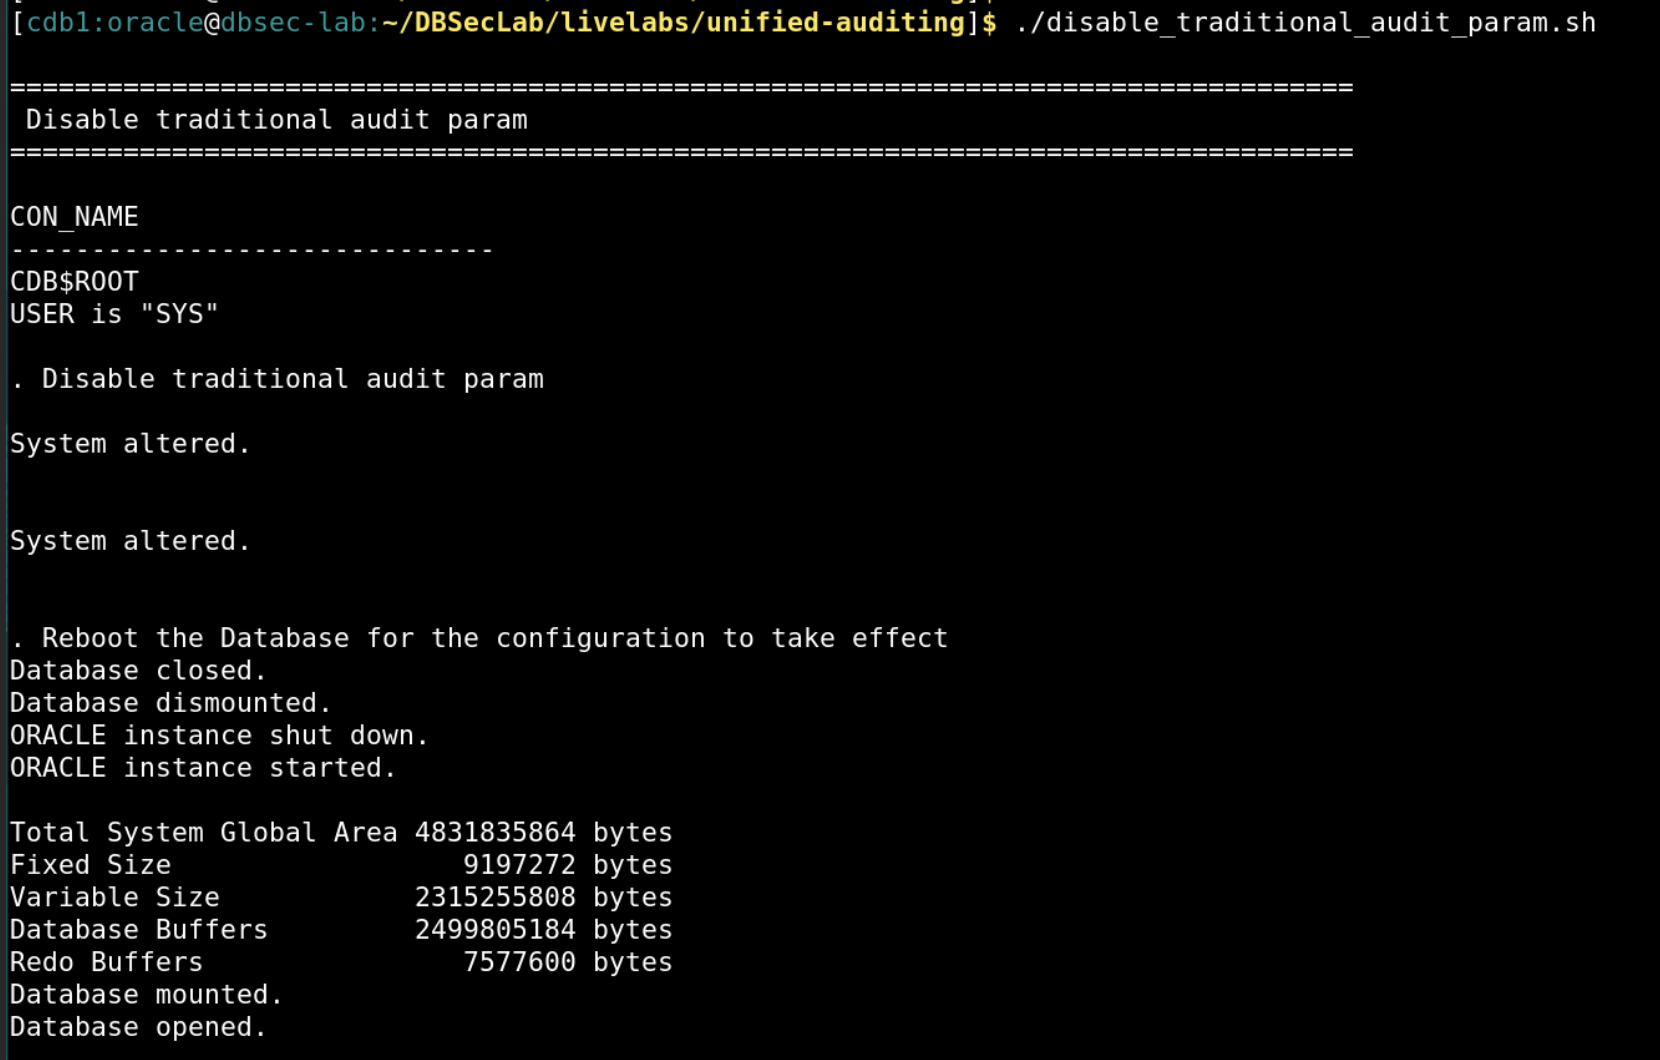 [cdb1:oracle@dbsec-lab:~/DBSecLab/livelabs/unified-auditing]$ ./disable_traditional_audit_param.sh
===================================================================================
Disable traditional audit param
===================================================================================
CON_NAME
------------------------------
CDB$ROOT
USER is "SYS"
. Disable traditional audit param
System altered.
System altered.
. Reboot the Database for the configuration to take effect
Database closed.
Database dismounted.
ORACLE instance shut down.
ORACLE instance started.
Total System Global Area 4831835864 bytes
Fixed Size 9197272 bytes
Variable Size 2315255808 bytes
Database Buffers 2499805184 bytes
Redo Buffers 7577600 bytes
Database mounted.
Database opened.